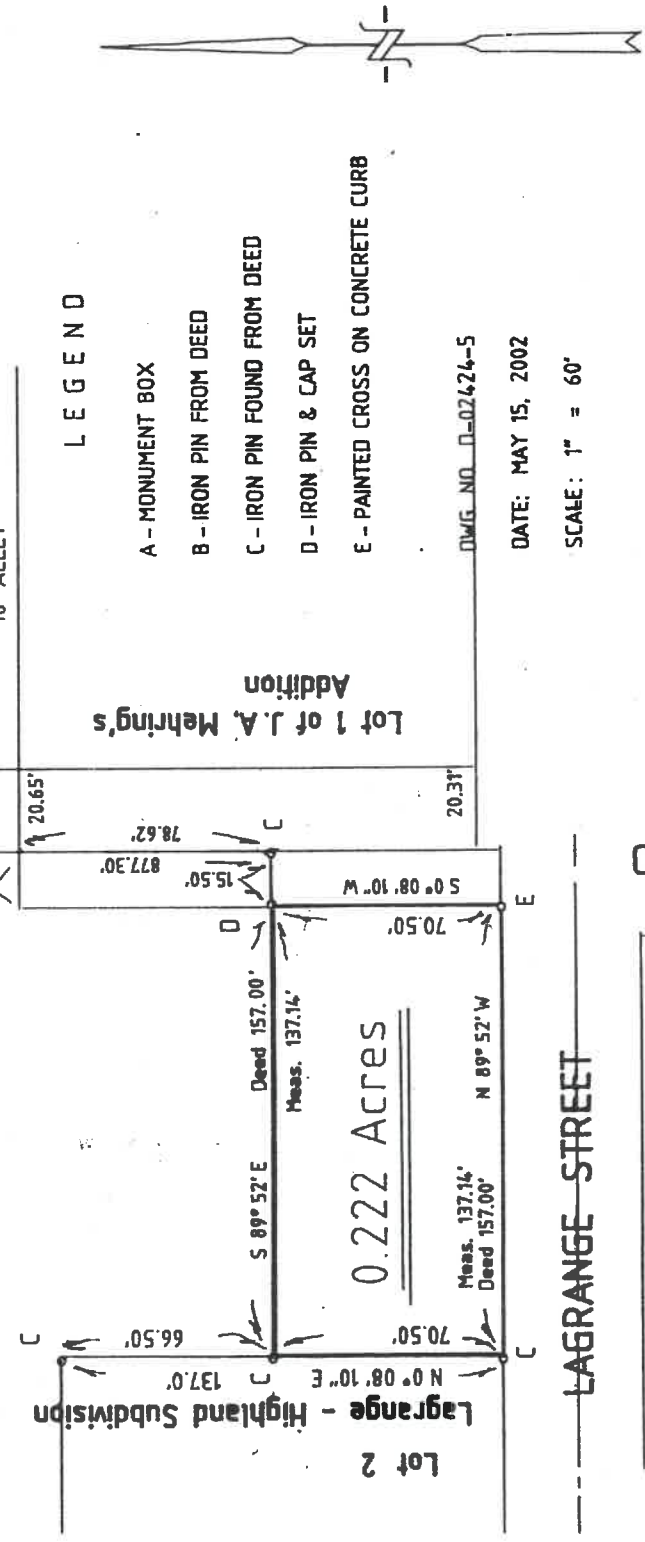 LEGEND
A - MONUMENT BOX
B - IRON PIN FROM DEED
C - IRON PIN FOUND FROM DEED
D - IRON PIN & CAP SET
E - PAINTED CROSS ON CONCRETE CURB
DWG NO D-02424-5
DATE: MAY 15, 2002
SCALE: 1" = 60'
ALLEY
20.65'
Lot 1 of J.A. Mehring's
Addition
20.31'
78.62'
877.30'
15.50'
C
D
S 0° 08' 10" W
70.50'
E
Deed 157.00'
S 89° 52' E
Meas. 137.14'
0.222 Acres
N 89° 52' W
Meas. 137.14'
Deed 157.00'
C
66.50'
137.0'
C
70.50'
N 0° 08' 10" E
C
Lagrange - Highland Subdivision
Lot 2
LAGRANGE STREET